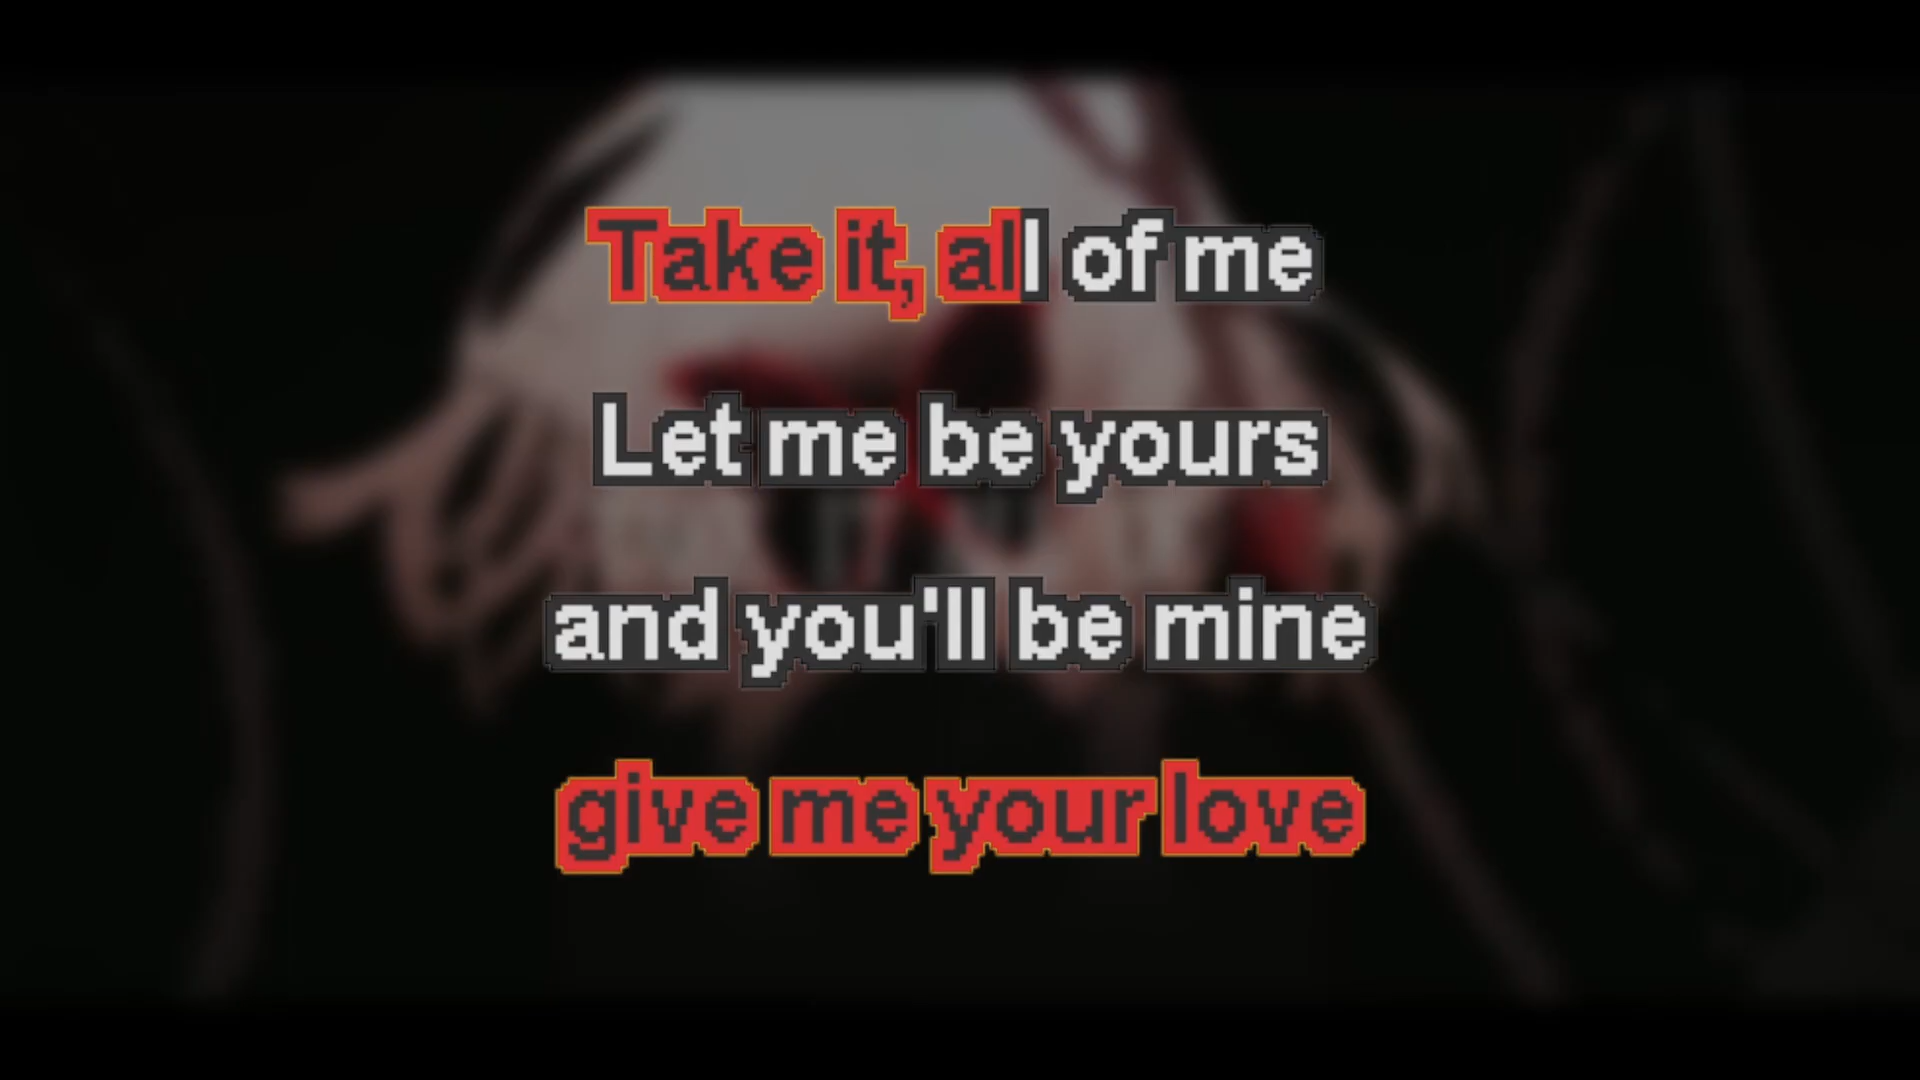 Take it, all of me
Let me be yours
and you'll be mine
give me your love